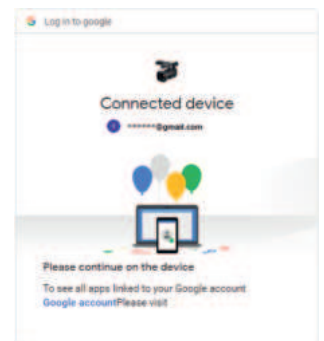 Log in to google
Connected device
******@gmail.com
Please continue on the device
To see all apps linked to your Google account
Google accountPlease visit